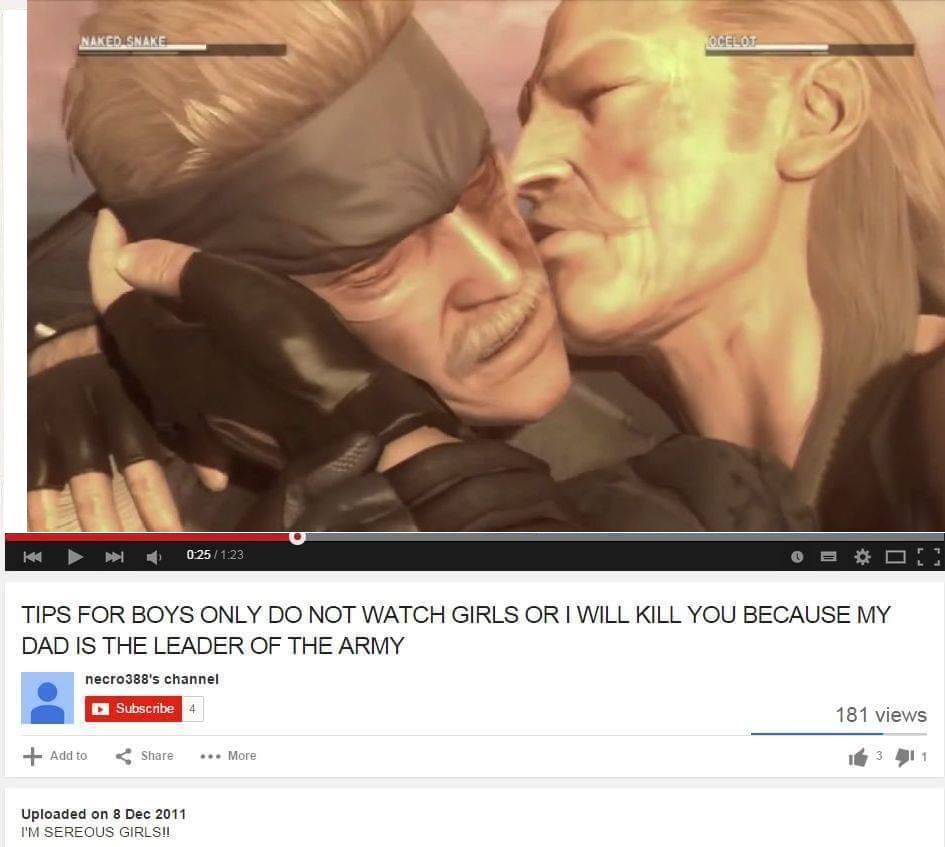 NAKED SNAKE
OCELOT
0:25 / 1:23
TIPS FOR BOYS ONLY DO NOT WATCH GIRLS OR I WILL KILL YOU BECAUSE MY
DAD IS THE LEADER OF THE ARMY
necro388's channel
Subscribe 4
181 views
Add to Share More
3 1
Uploaded on 8 Dec 2011
I'M SEREOUS GIRLS!!